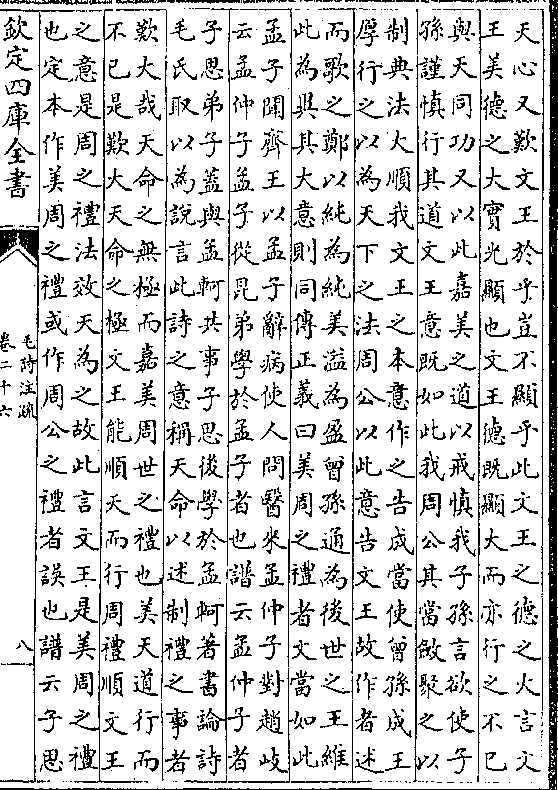 天心又歎文王於乎豈不顯乎此文王之德之大言文
王美德之大實光顯也文王德既顯大而亦行之不已
與天同功又以此嘉美之道以戒慎我子孫言欲使子
孫謹慎行其道文王意既如此我周公其當斂聚之以
制典法大順我文王之本意作之告成當使曾孫成王
厚行之以為天下之法周公以此意告文王故作者述
而歌之鄭以純為純美溢為盈曾孫通為後世之王維
此為異其大意則同傳正義曰美周之禮者文當如此
孟子聞齊王以孟子辭病使人問醫來孟仲子對趙岐
云孟仲子孟子從昆弟學於孟子者也譜云孟仲子者
子思弟子蓋與孟軻共事子思後學於孟軻著書論詩
毛氏取以為說言此詩之意稱天命以述制禮之事者
歎大哉天命之無極而嘉美周世之禮也美天道行而
不已是歎大天命之極文王能順天而行周禮順文王
之意是周之禮法效天為之故此言文王是美周之禮
也定本作美周之禮或作周公之禮者誤也譜云子思
欽定四庫全書
毛詩注疏
卷二十六
八